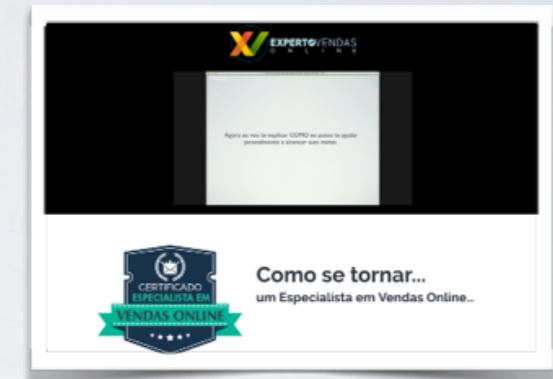 EXPERTOVENDAS
ONLINE
Agora eu vou te explicar COMO eu posso te ajudar
pessoalmente a alcançar suas metas
CERTIFICADO
ESPECIALISTA EM
VENDAS ONLINE
Como se tornar...
um Especialista em Vendas Online...